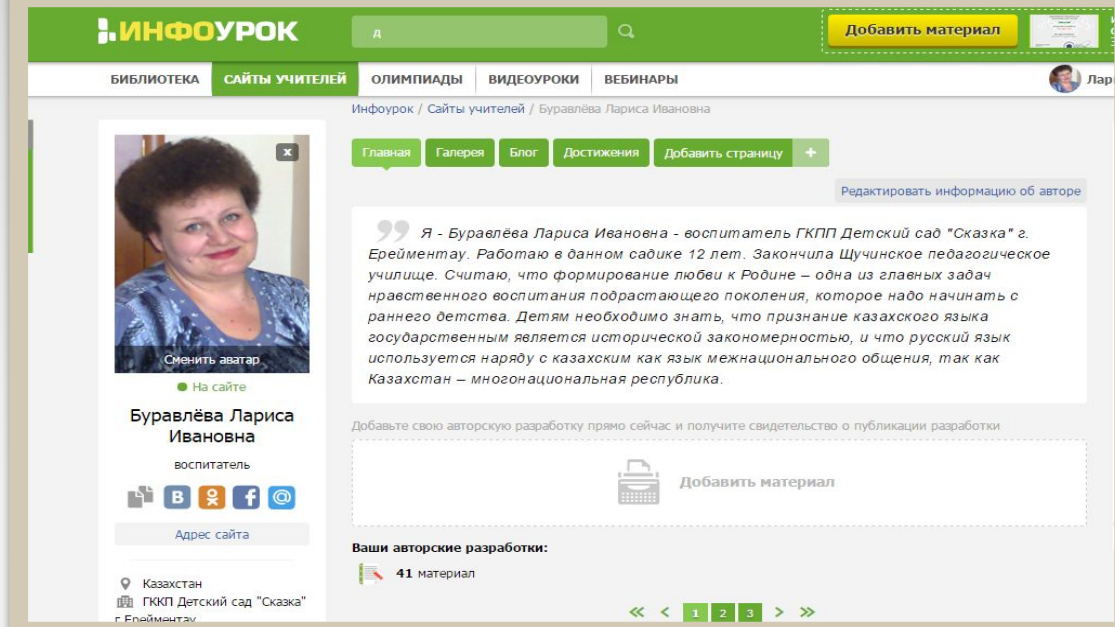 ИНФОУРОК
д
Добавить материал
БИБЛИОТЕКА САЙТЫ УЧИТЕЛЕЙ ОЛИМПИАДЫ ВИДЕОУРОКИ ВЕБИНАРЫ
Лар
Инфоурок / Сайты учителей / Буравлёва Лариса Ивановна
x
Сменить аватар
На сайте
Буравлёва Лариса
Ивановна
воспитатель
Адрес сайта
Казахстан
ГККП Детский сад "Сказка"
г Ерейментау
Главная Галерея Блог Достижения Добавить страницу +
Редактировать информацию об авторе
Я - Буравлёва Лариса Ивановна - воспитатель ГКПП Детский сад "Сказка" г.
Ерейментау. Работаю в данном садике 12 лет. Закончила Щучинское педагогическое
училище. Считаю, что формирование любви к Родине – одна из главных задач
нравственного воспитания подрастающего поколения, которое надо начинать с
раннего детства. Детям необходимо знать, что признание казахского языка
государственным является исторической закономерностью, и что русский язык
используется наряду с казахским как язык межнационального общения, так как
Казахстан – многонациональная республика.
Добавьте свою авторскую разработку прямо сейчас и получите свидетельство о публикации разработки
Добавить материал
Ваши авторские разработки:
41 материал
« < 1 2 3 > »